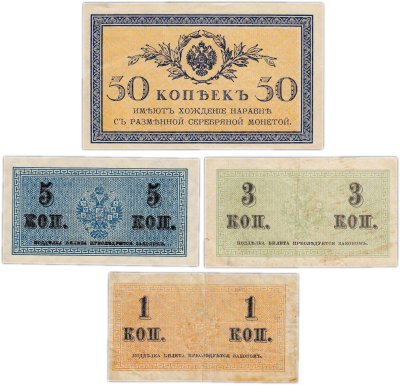 50 КОПѢЕКЪ 50
ИМѢЮТЪ ХОЖДЕНІЕ НАРАВНѢ
СЪ РАЗМѢННОЙ СЕРЕБРЯНОЙ МОНЕТОЙ.
5 5
КОП. КОП.
ПОДДѢЛКА БИЛЕТА ПРЕСЛѢДУЕТСЯ ЗАКОНОМЪ.
3 3
КОП. КОП.
ПОДДѢЛКА БИЛЕТА ПРЕСЛѢДУЕТСЯ ЗАКОНОМЪ.
1 1
КОП. КОП.
ПОДДѢЛКА БИЛЕТА ПРЕСЛѢДУЕТСЯ ЗАКОНОМЪ.